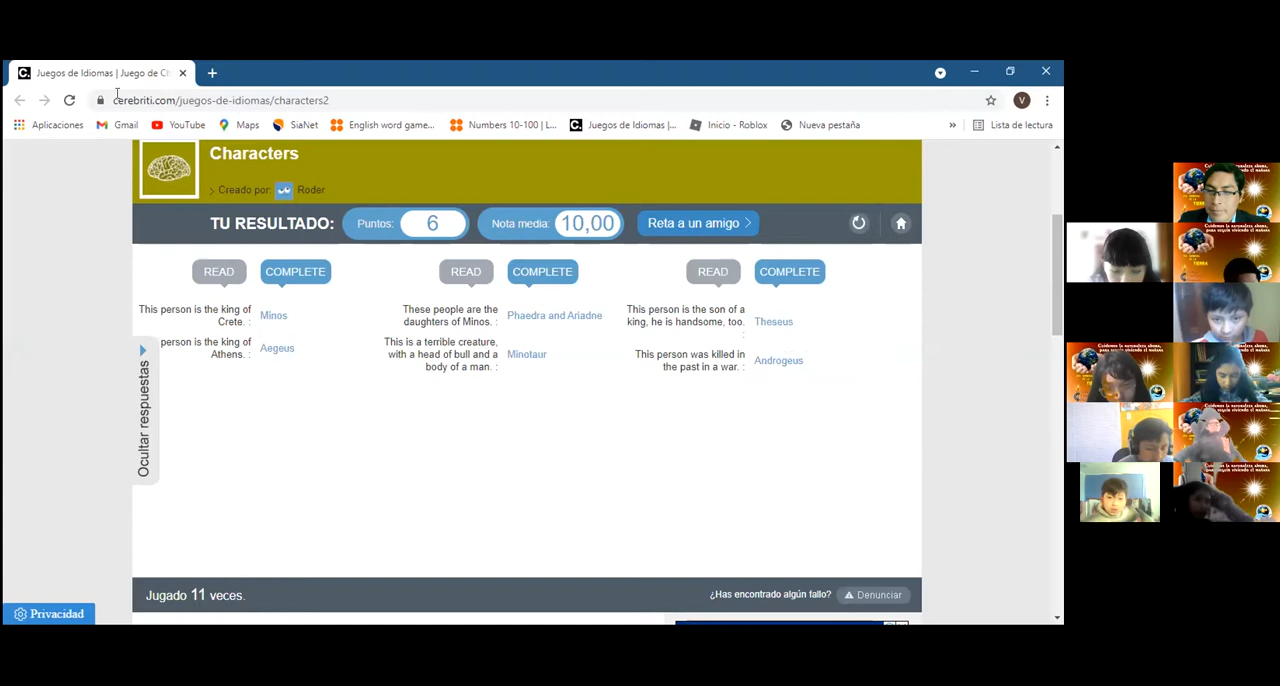 Juegos de Idiomas | Juego de Ch
cerebriti.com/juegos-de-idiomas/characters2
V
Aplicaciones Gmail YouTube Maps SiaNet English word game... Numbers 10-100 | L... Juegos de Idiomas |... Inicio - Roblox Nueva pestaña » Lista de lectura
Characters
> Creado por: Roder
TU RESULTADO: Puntos: 6 Nota media: 10,00 Reta a un amigo >
READ COMPLETE
This person is the king of
Crete. :
Minos
person is the king of
Athens. :
Aegeus
READ COMPLETE
These people are the
daughters of Minos. :
Phaedra and Ariadne
This is a terrible creature,
with a head of bull and a
body of a man. :
Minotaur
READ COMPLETE
This person is the son of a
king, he is handsome, too.
:
Theseus
This person was killed in
the past in a war. :
Androgeus
Ocultar respuestas
Jugado 11 veces.
¿Has encontrado algún fallo? Denunciar
Privacidad